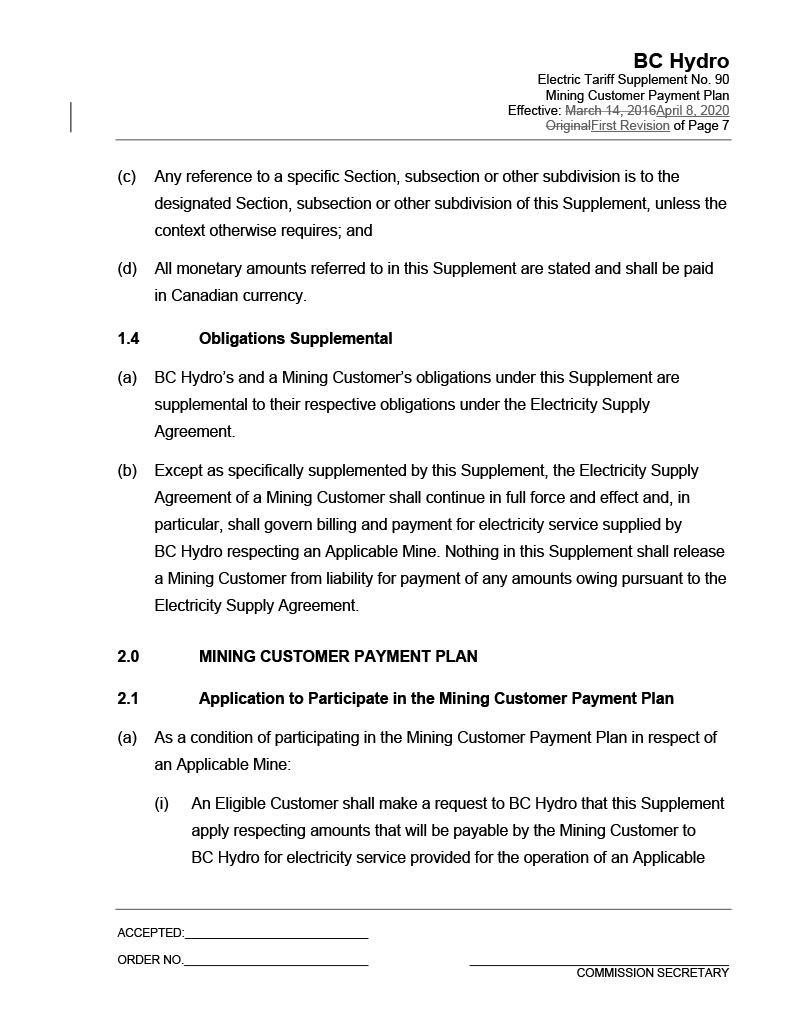 BC Hydro
Electric Tariff Supplement No. 90
Mining Customer Payment Plan
Effective: March 14, 2016April 8, 2020
OriginalFirst Revision of Page 7
(c) Any reference to a specific Section, subsection or other subdivision is to the
designated Section, subsection or other subdivision of this Supplement, unless the
context otherwise requires; and
(d) All monetary amounts referred to in this Supplement are stated and shall be paid
in Canadian currency.
1.4 Obligations Supplemental
(a) BC Hydro’s and a Mining Customer’s obligations under this Supplement are
supplemental to their respective obligations under the Electricity Supply
Agreement.
(b) Except as specifically supplemented by this Supplement, the Electricity Supply
Agreement of a Mining Customer shall continue in full force and effect and, in
particular, shall govern billing and payment for electricity service supplied by
BC Hydro respecting an Applicable Mine. Nothing in this Supplement shall release
a Mining Customer from liability for payment of any amounts owing pursuant to the
Electricity Supply Agreement.
2.0 MINING CUSTOMER PAYMENT PLAN
2.1 Application to Participate in the Mining Customer Payment Plan
(a) As a condition of participating in the Mining Customer Payment Plan in respect of
an Applicable Mine:
(i) An Eligible Customer shall make a request to BC Hydro that this Supplement
apply respecting amounts that will be payable by the Mining Customer to
BC Hydro for electricity service provided for the operation of an Applicable
ACCEPTED:
ORDER NO.
COMMISSION SECRETARY